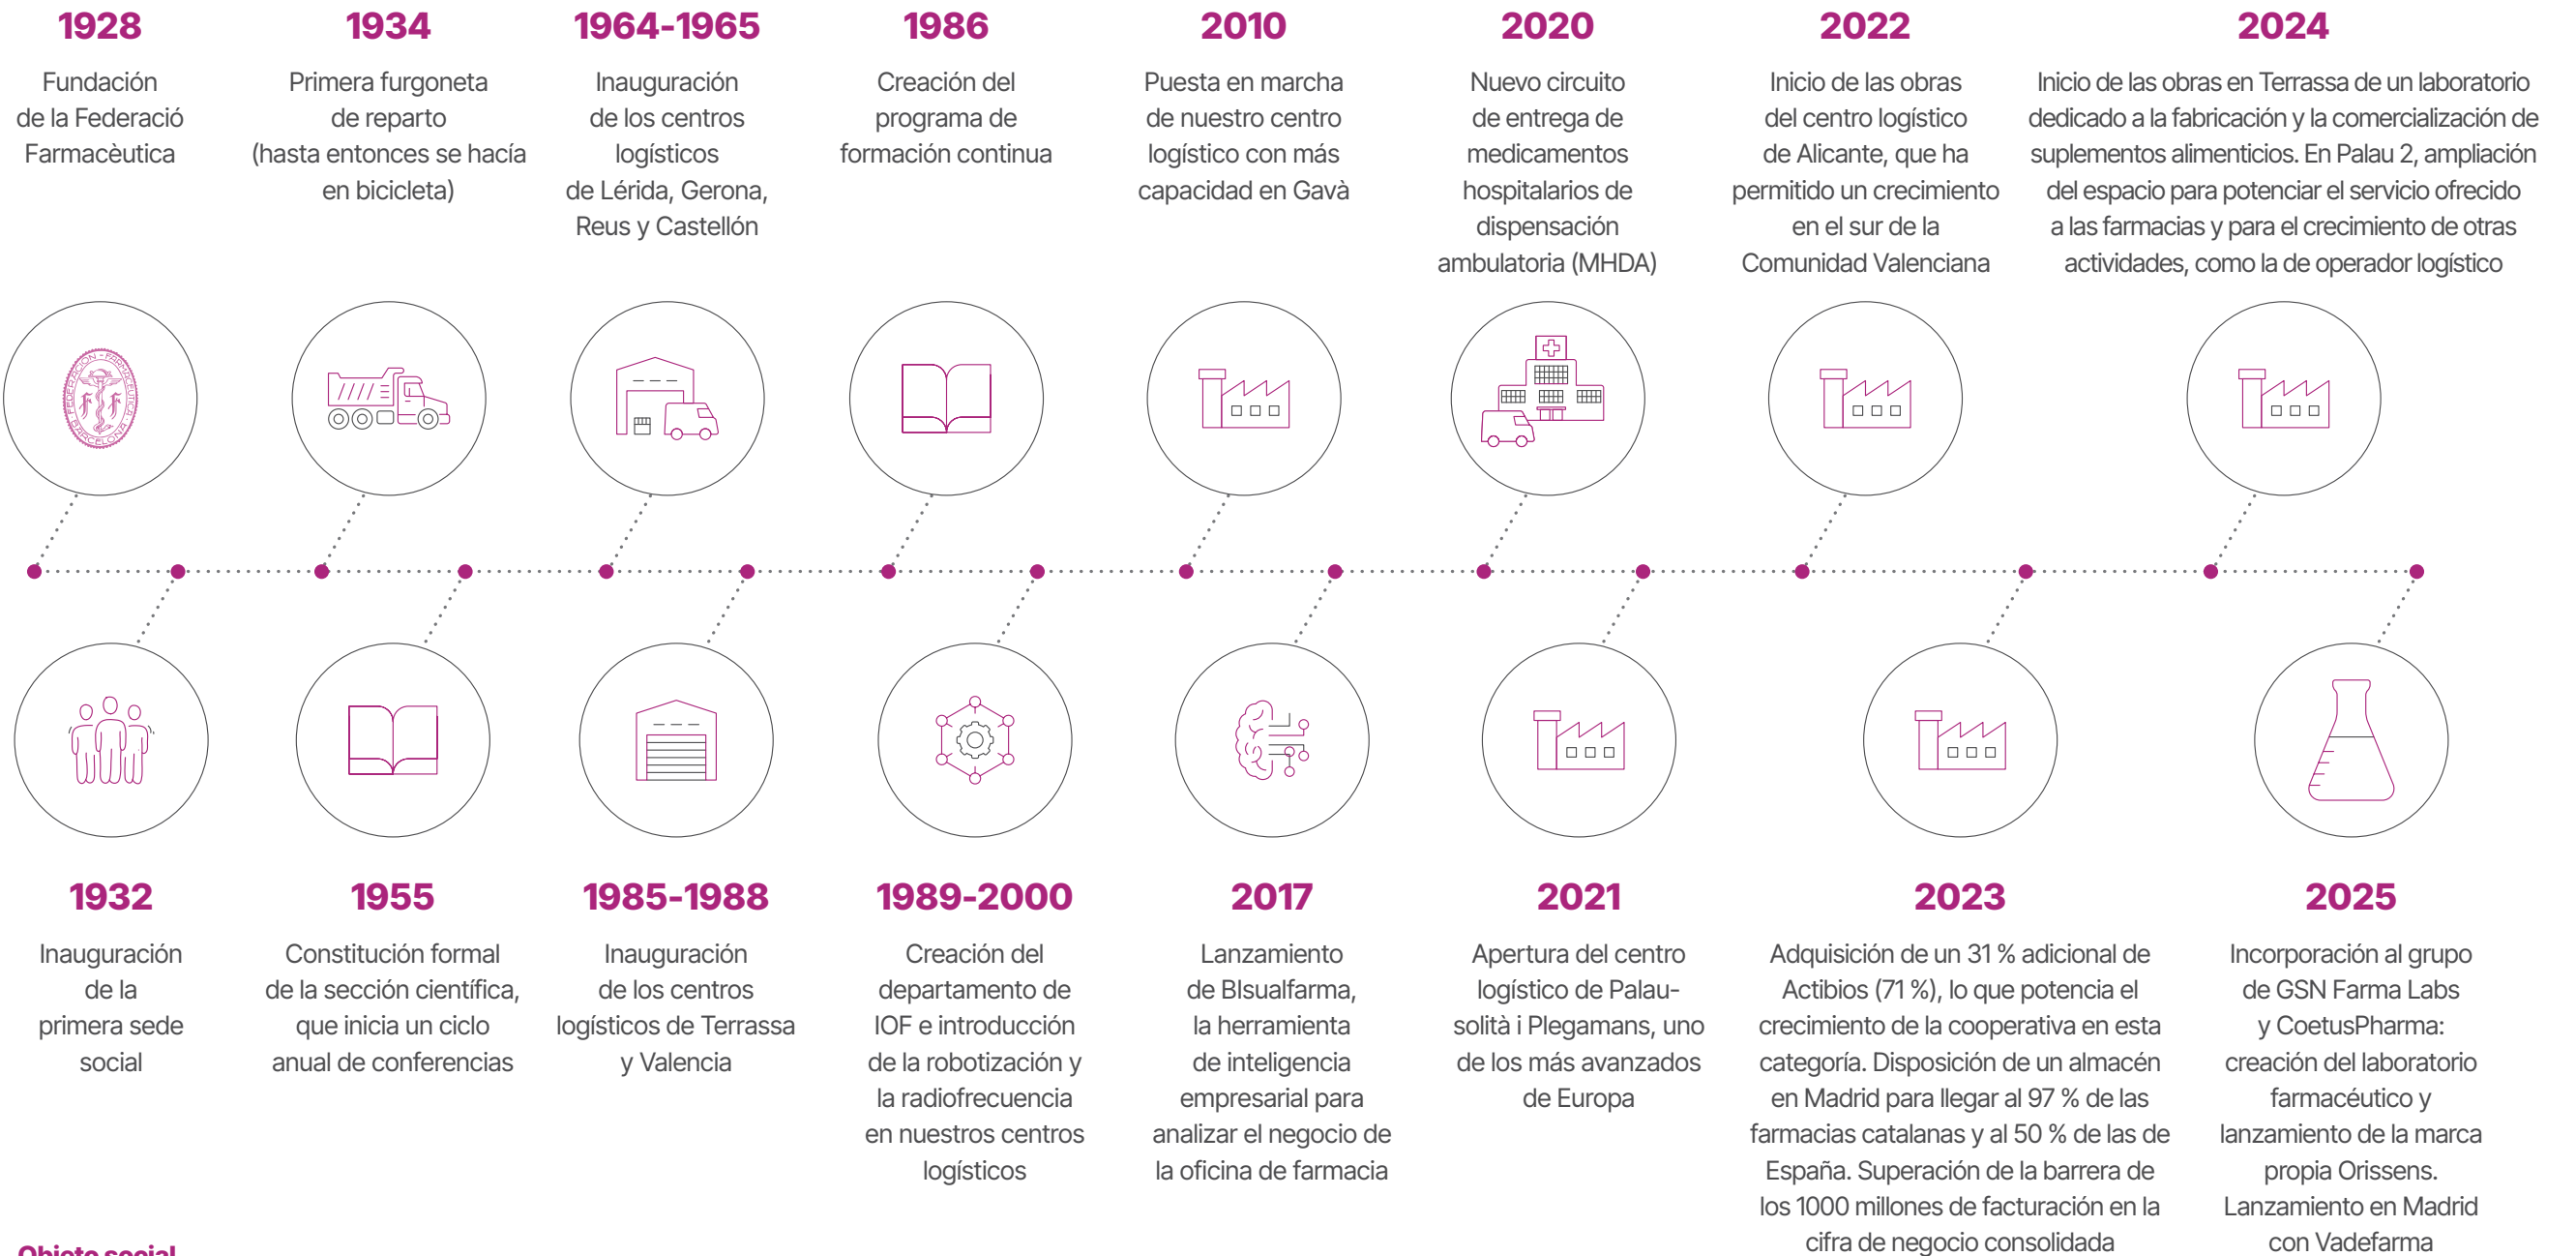 1928
Fundación
de la Federació
Farmacèutica
1934
Primera furgoneta
de reparto
(hasta entonces se hacía
en bicicleta)
1964-1965
Inauguración
de los centros
logísticos
de Lérida, Gerona,
Reus y Castellón
1986
Creación del
programa de
formación continua
2010
Puesta en marcha
de nuestro centro
logístico con más
capacidad en Gavà
2020
Nuevo circuito
de entrega de
medicamentos
hospitalarios de
dispensación
ambulatoria (MHDA)
2022
Inicio de las obras
del centro logístico
de Alicante, que ha
permitido un crecimiento
en el sur de la
Comunidad Valenciana
2024
Inicio de las obras en Terrassa de un laboratorio
dedicado a la fabricación y la comercialización de
suplementos alimenticios. En Palau 2, ampliación
del espacio para potenciar el servicio ofrecido
a las farmacias y para el crecimiento de otras
actividades, como la de operador logístico
FEDERACION - FARMACEUTICA
F F
BARCELONA
1932
Inauguración
de la
primera sede
social
1955
Constitución formal
de la sección científica,
que inicia un ciclo
anual de conferencias
1985-1988
Inauguración
de los centros
logísticos de Terrassa
y Valencia
1989-2000
Creación del
departamento de
IOF e introducción
de la robotización y
la radiofrecuencia
en nuestros centros
logísticos
2017
Lanzamiento
de BIsualfarma,
la herramienta
de inteligencia
empresarial para
analizar el negocio de
la oficina de farmacia
2021
Apertura del centro
logístico de Palau-
solità i Plegamans, uno
de los más avanzados
de Europa
2023
Adquisición de un 31 % adicional de
Actibios (71 %), lo que potencia el
crecimiento de la cooperativa en esta
categoría. Disposición de un almacén
en Madrid para llegar al 97 % de las
farmacias catalanas y al 50 % de las de
España. Superación de la barrera de
los 1000 millones de facturación en la
cifra de negocio consolidada
2025
Incorporación al grupo
de GSN Farma Labs
y CoetusPharma:
creación del laboratorio
farmacéutico y
lanzamiento de la marca
propia Orissens.
Lanzamiento en Madrid
con Vadefarma
Objeto social